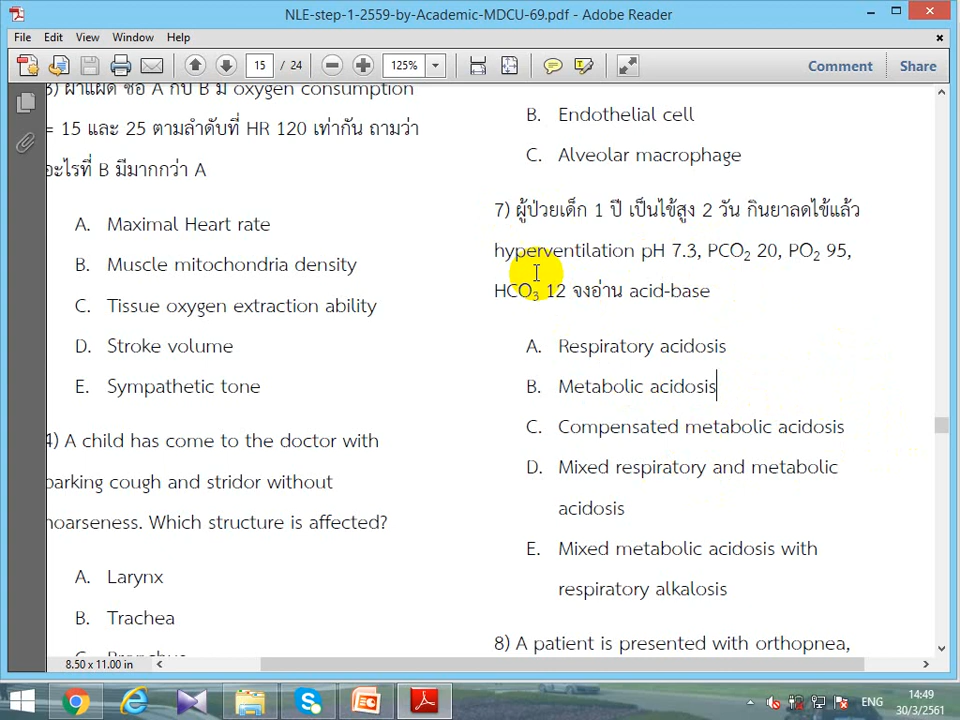 NLE-step-1-2559-by-Academic-MDCU-69.pdf - Adobe Reader
File Edit View Window Help
15 / 24 125% Comment Share
3) ฝาแฝด ชื่อ A กับ B มี oxygen consumption
= 15 และ 25 ตามลำดับที่ HR 120 เท่ากัน ถามว่า
อะไรที่ B มีมากกว่า A
A. Maximal Heart rate
B. Muscle mitochondria density
C. Tissue oxygen extraction ability
D. Stroke volume
E. Sympathetic tone
4) A child has come to the doctor with
barking cough and stridor without
hoarseness. Which structure is affected?
A. Larynx
B. Trachea
C. Bronchus
B. Endothelial cell
C. Alveolar macrophage
7) ผู้ป่วยเด็ก 1 ปี เป็นไข้สูง 2 วัน กินยาลดไข้แล้ว
hyperventilation pH 7.3, PCO2 20, PO2 95,
HCO3 12 จงอ่าน acid-base
A. Respiratory acidosis
B. Metabolic acidosis
C. Compensated metabolic acidosis
D. Mixed respiratory and metabolic
acidosis
E. Mixed metabolic acidosis with
respiratory alkalosis
8) A patient is presented with orthopnea,
8.50 x 11.00 in
ENG
14:49
30/3/2561